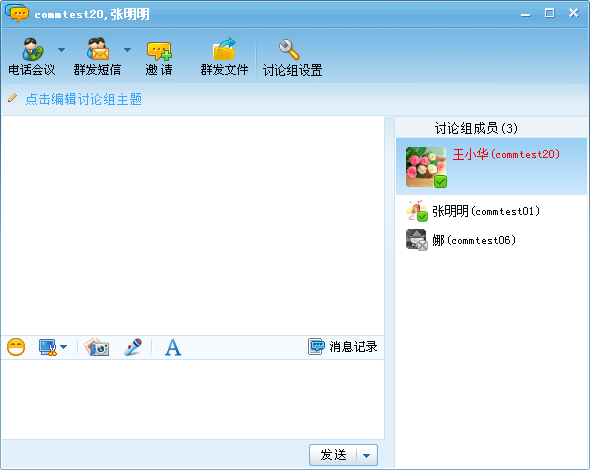 commtest20,张明明
电话会议 群发短信 邀 请 群发文件 讨论组设置
点击编辑讨论组主题
讨论组成员(3)
王小华(commtest20)
张明明(commtest01)
娜(commtest06)
A 消息记录
发送